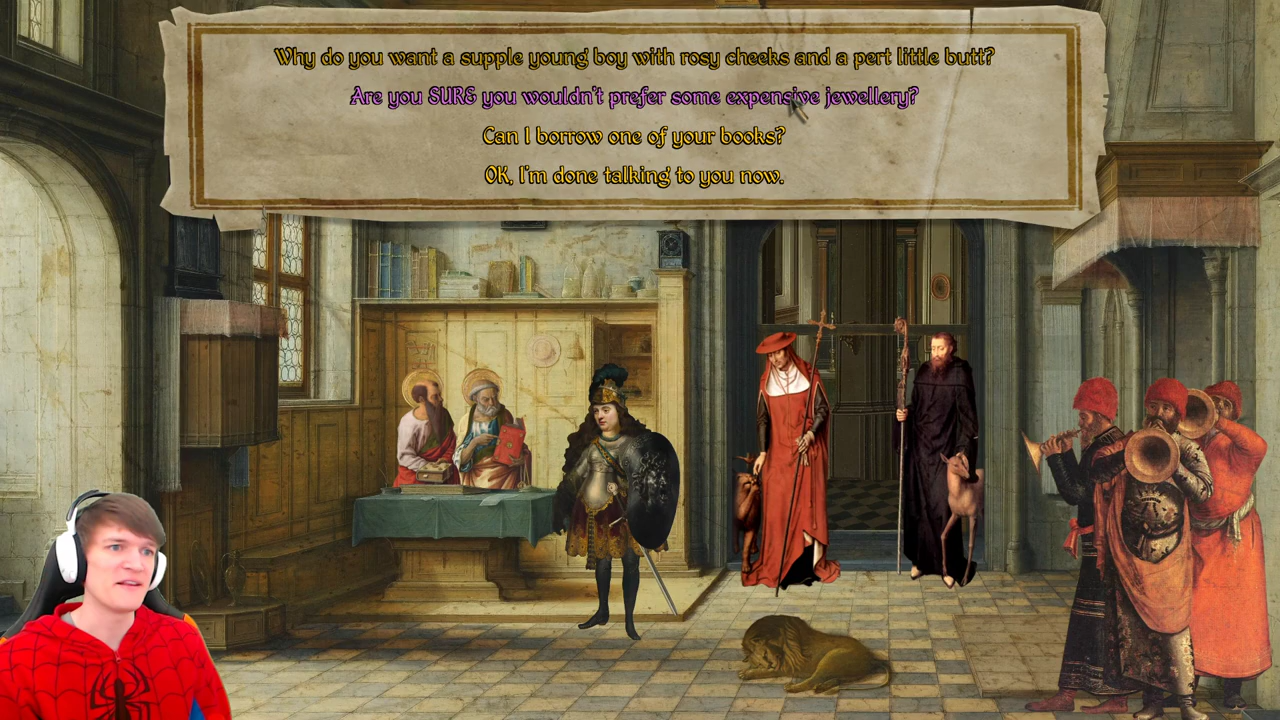 Why do you want a supple young boy with rosy cheeks and a pert little butt?
Are you SURE you wouldn't prefer some expensive jewellery?
Can I borrow one of your books?
OK, I'm done talking to you now.